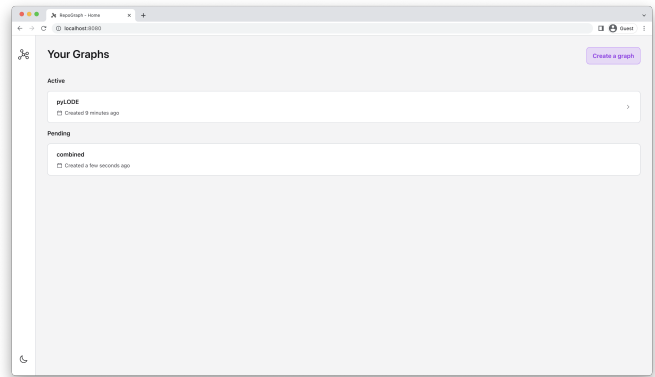 RepoGraph - Home
localhost:8080
Guest
Your Graphs
Create a graph
Active
pyLODE
Created 9 minutes ago
Pending
combined
Created a few seconds ago